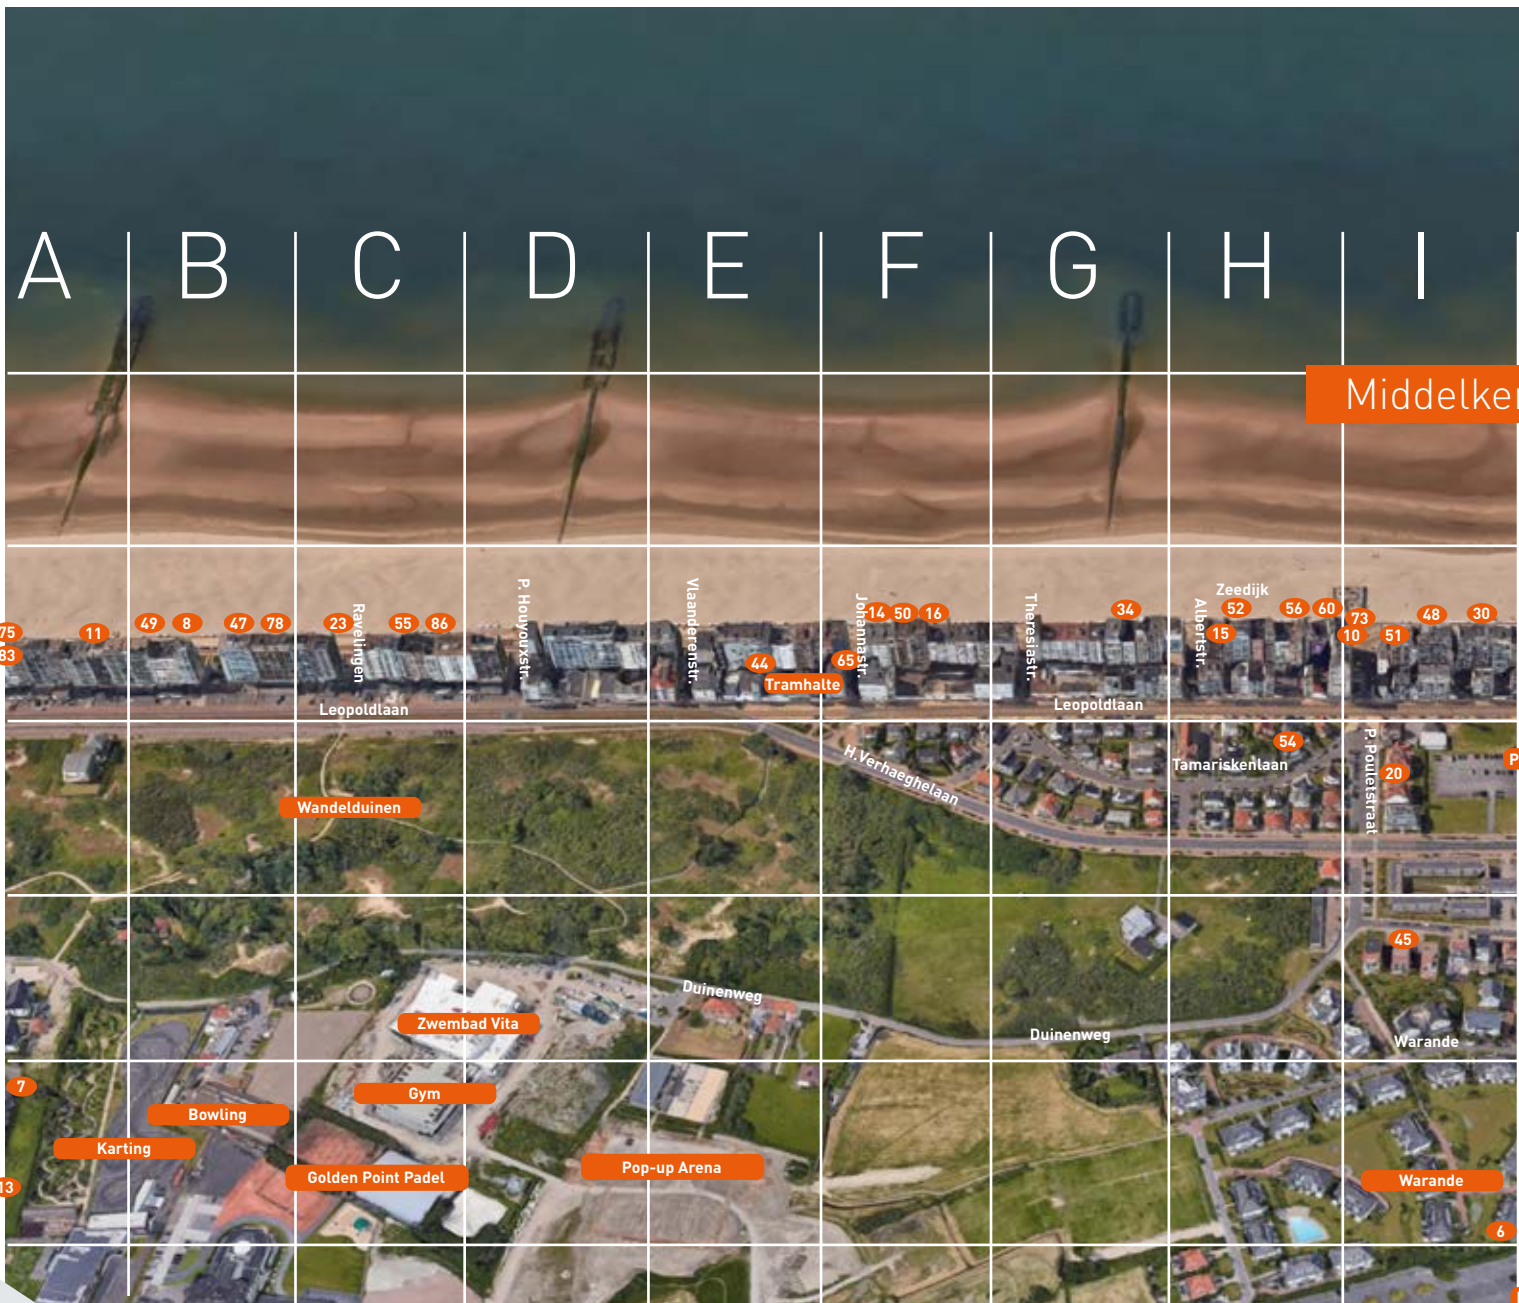 A B C D E F G H I
Middelke
Zeedijk
75
11
49
8
47
78
23
Ravelingen
55
86
P. Houyouxstr.
Vlaanderenstr.
44
Tramhalte
65
Johannastr.
14
50
16
Theresiastr.
34
Albertstr.
15
52
56
60
73
10
51
48
30
83
Leopoldlaan
Leopoldlaan
H.Verhaeghelaan
54
Tamariskenlaan
P. Pouletstraat
20
P
Wandelduinen
45
Duinenweg
Zwembad Vita
Duinenweg
Warande
7
Gym
Bowling
Karting
Golden Point Padel
Pop-up Arena
Warande
13
6